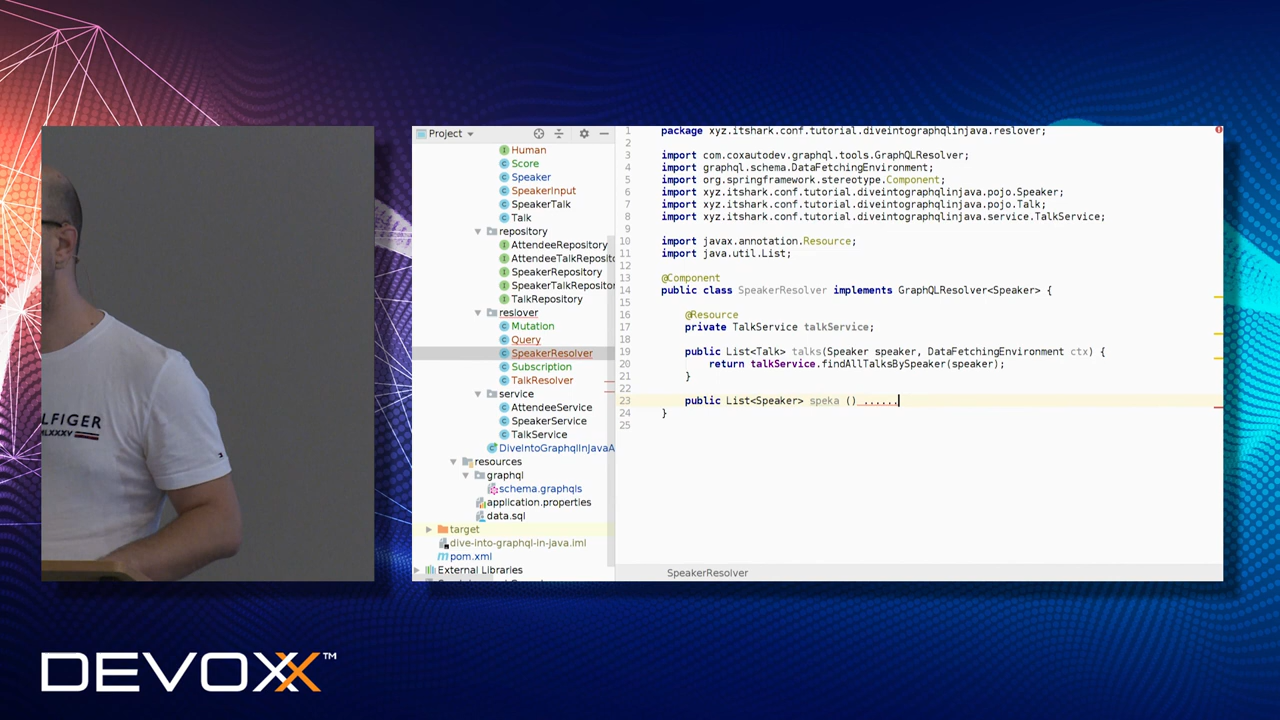 LFIGER
MLXXXV
DEVOXX™
Project
Human
Score
Speaker
SpeakerInput
SpeakerTalk
Talk
repository
AttendeeRepository
AttendeeTalkReposito
SpeakerRepository
SpeakerTalkReposito
TalkRepository
reslover
Mutation
Query
SpeakerResolver
Subscription
TalkResolver
service
AttendeeService
SpeakerService
TalkService
DiveIntoGraphqlInJavaA
resources
graphql
schema.graphqls
application.properties
data.sql
target
dive-into-graphql-in-java.iml
pom.xml
External Libraries
1 package xyz.itshark.conf.tutorial.diveintographqlinjava.reslover;
2
3 import com.coxautodev.graphql.tools.GraphQLResolver;
4 import graphql.schema.DataFetchingEnvironment;
5 import org.springframework.stereotype.Component;
6 import xyz.itshark.conf.tutorial.diveintographqlinjava.pojo.Speaker;
7 import xyz.itshark.conf.tutorial.diveintographqlinjava.pojo.Talk;
8 import xyz.itshark.conf.tutorial.diveintographqlinjava.service.TalkService;
9
10 import javax.annotation.Resource;
11 import java.util.List;
12
13 @Component
14 public class SpeakerResolver implements GraphQLResolver<Speaker> {
15
16 @Resource
17 private TalkService talkService;
18
19 public List<Talk> talks(Speaker speaker, DataFetchingEnvironment ctx) {
20 return talkService.findAllTalksBySpeaker(speaker);
21 }
22
23 public List<Speaker> speka () ......
24 }
25
SpeakerResolver